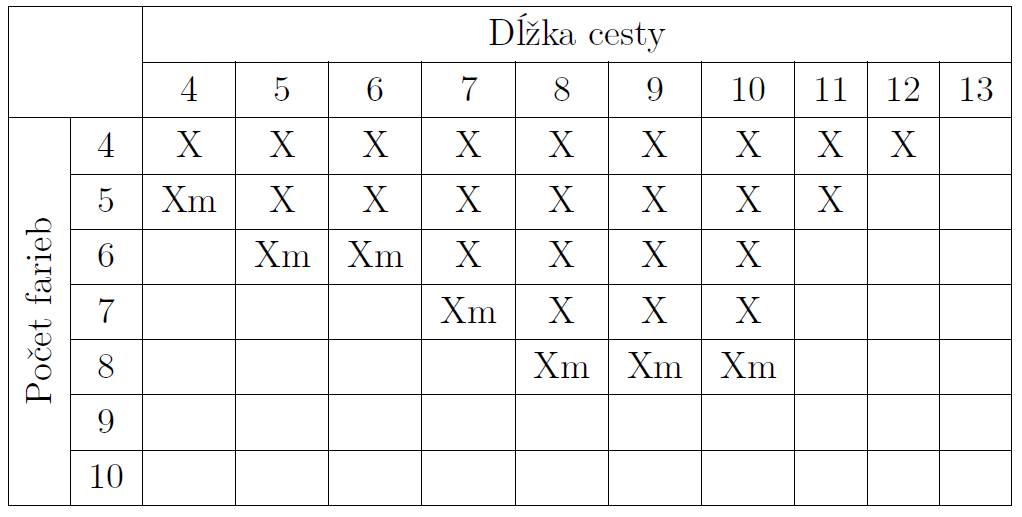 Dĺžka cesty
4 5 6 7 8 9 10 11 12 13
Počet farieb
4 X X X X X X X X X
5 Xm X X X X X X X
6 Xm Xm X X X X
7 Xm X X X
8 Xm Xm Xm
9
10